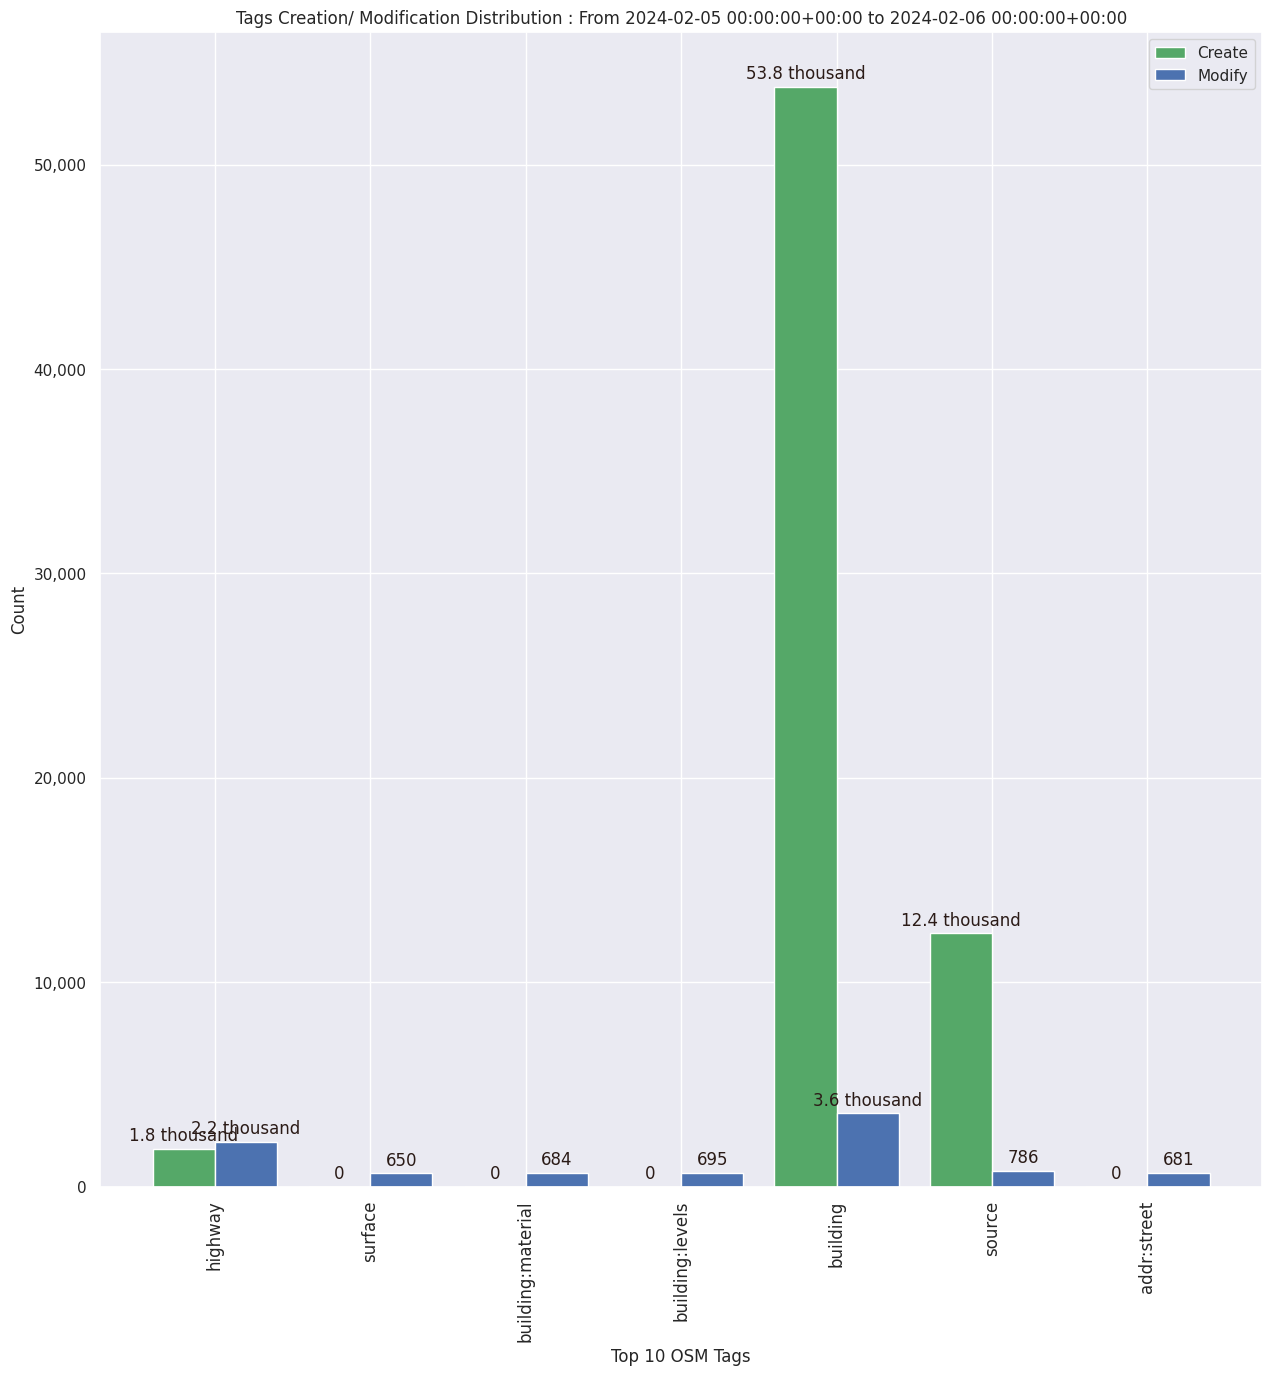 Tags Creation/ Modification Distribution : From 2024-02-05 00:00:00+00:00 to 2024-02-06 00:00:00+00:00
Create
Modify
53.8 thousand
50,000
40,000
30,000
Count
20,000
12.4 thousand
10,000
3.6 thousand
1.8 thousand
2.2 thousand
0
650
0
684
0
695
786
0
681
0
highway
surface
building:material
building:levels
building
source
addr:street
Top 10 OSM Tags